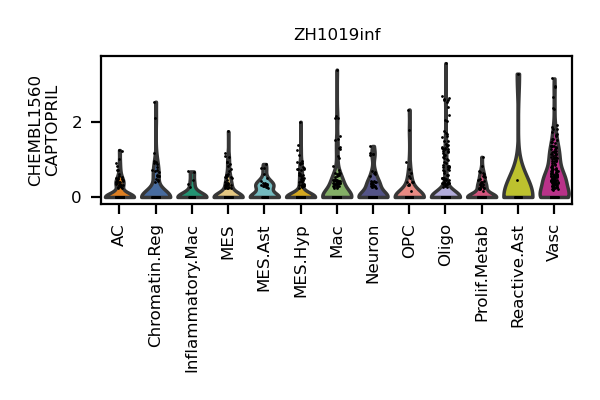 ZH1019inf
CHEMBL1560
CAPTOPRIL
2
0
AC
Chromatin.Reg
Inflammatory.Mac
MES
MES.Ast
MES.Hyp
Mac
Neuron
OPC
Oligo
Prolif.Metab
Reactive.Ast
Vasc